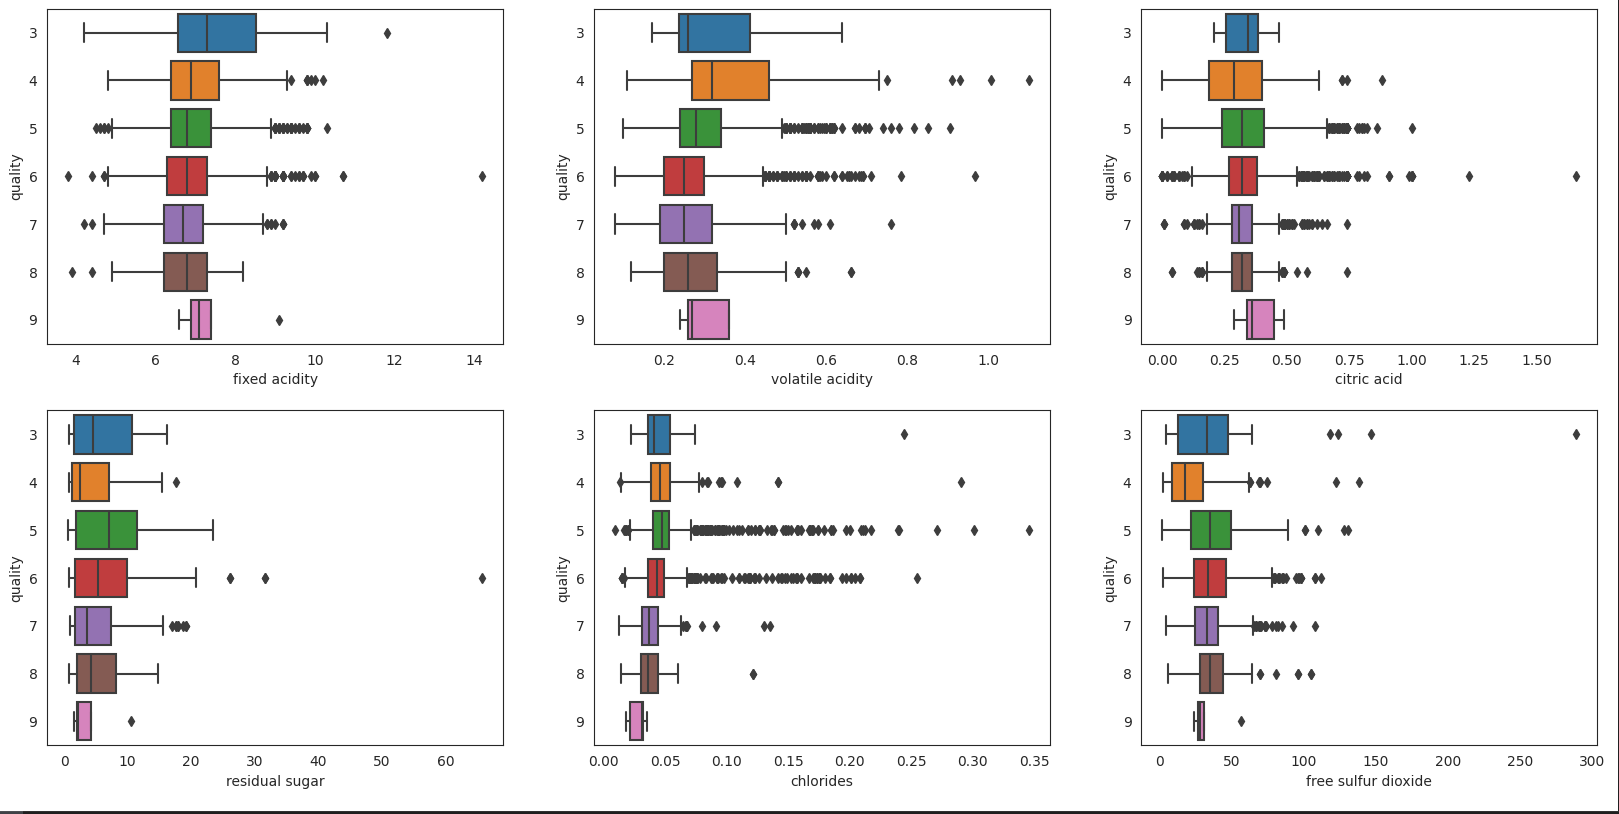 3
4
5
6
7
8
9
quality
4 6 8 10 12 14
fixed acidity
3
4
5
6
7
8
9
quality
0.2 0.4 0.6 0.8 1.0
volatile acidity
3
4
5
6
7
8
9
quality
0.00 0.25 0.50 0.75 1.00 1.25 1.50
citric acid
3
4
5
6
7
8
9
quality
0 10 20 30 40 50 60
residual sugar
3
4
5
6
7
8
9
quality
0.00 0.05 0.10 0.15 0.20 0.25 0.30 0.35
chlorides
3
4
5
6
7
8
9
quality
0 50 100 150 200 250 300
free sulfur dioxide